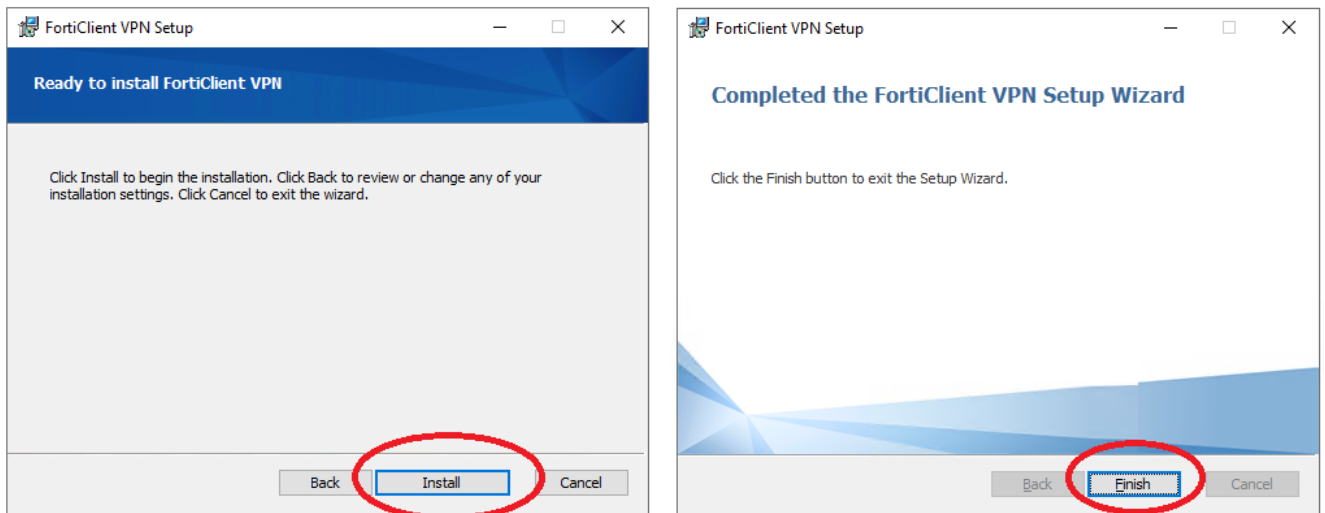 FortiClient VPN Setup
Ready to install FortiClient VPN
Click Install to begin the installation. Click Back to review or change any of your
installation settings. Click Cancel to exit the wizard.
Back Install Cancel
FortiClient VPN Setup
Completed the FortiClient VPN Setup Wizard
Click the Finish button to exit the Setup Wizard.
Back Finish Cancel